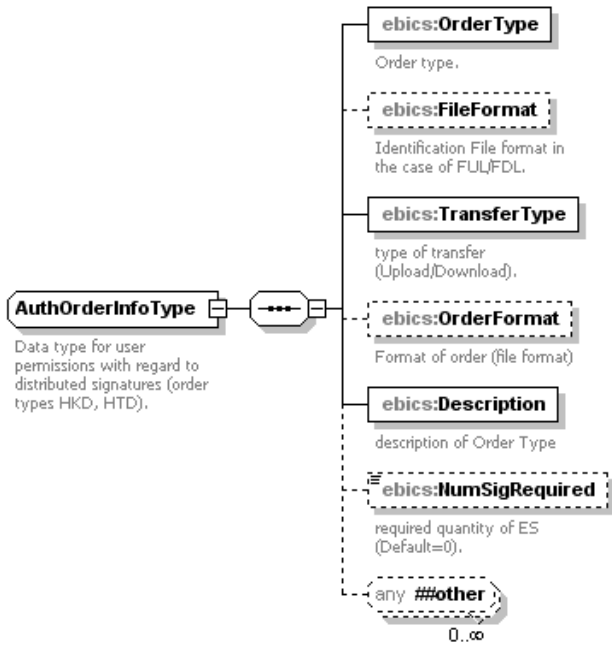 ebics:OrderType
Order type.
ebics:FileFormat
Identification File format in
the case of FUL/FDL.
ebics:TransferType
type of transfer
(Upload/Download).
AuthOrderInfoType
Data type for user
permissions with regard to
distributed signatures (order
types HKD, HTD).
ebics:OrderFormat
Format of order (file format)
ebics:Description
description of Order Type
ebics:NumSigRequired
required quantity of ES
(Default=0).
any ##other
0..∞